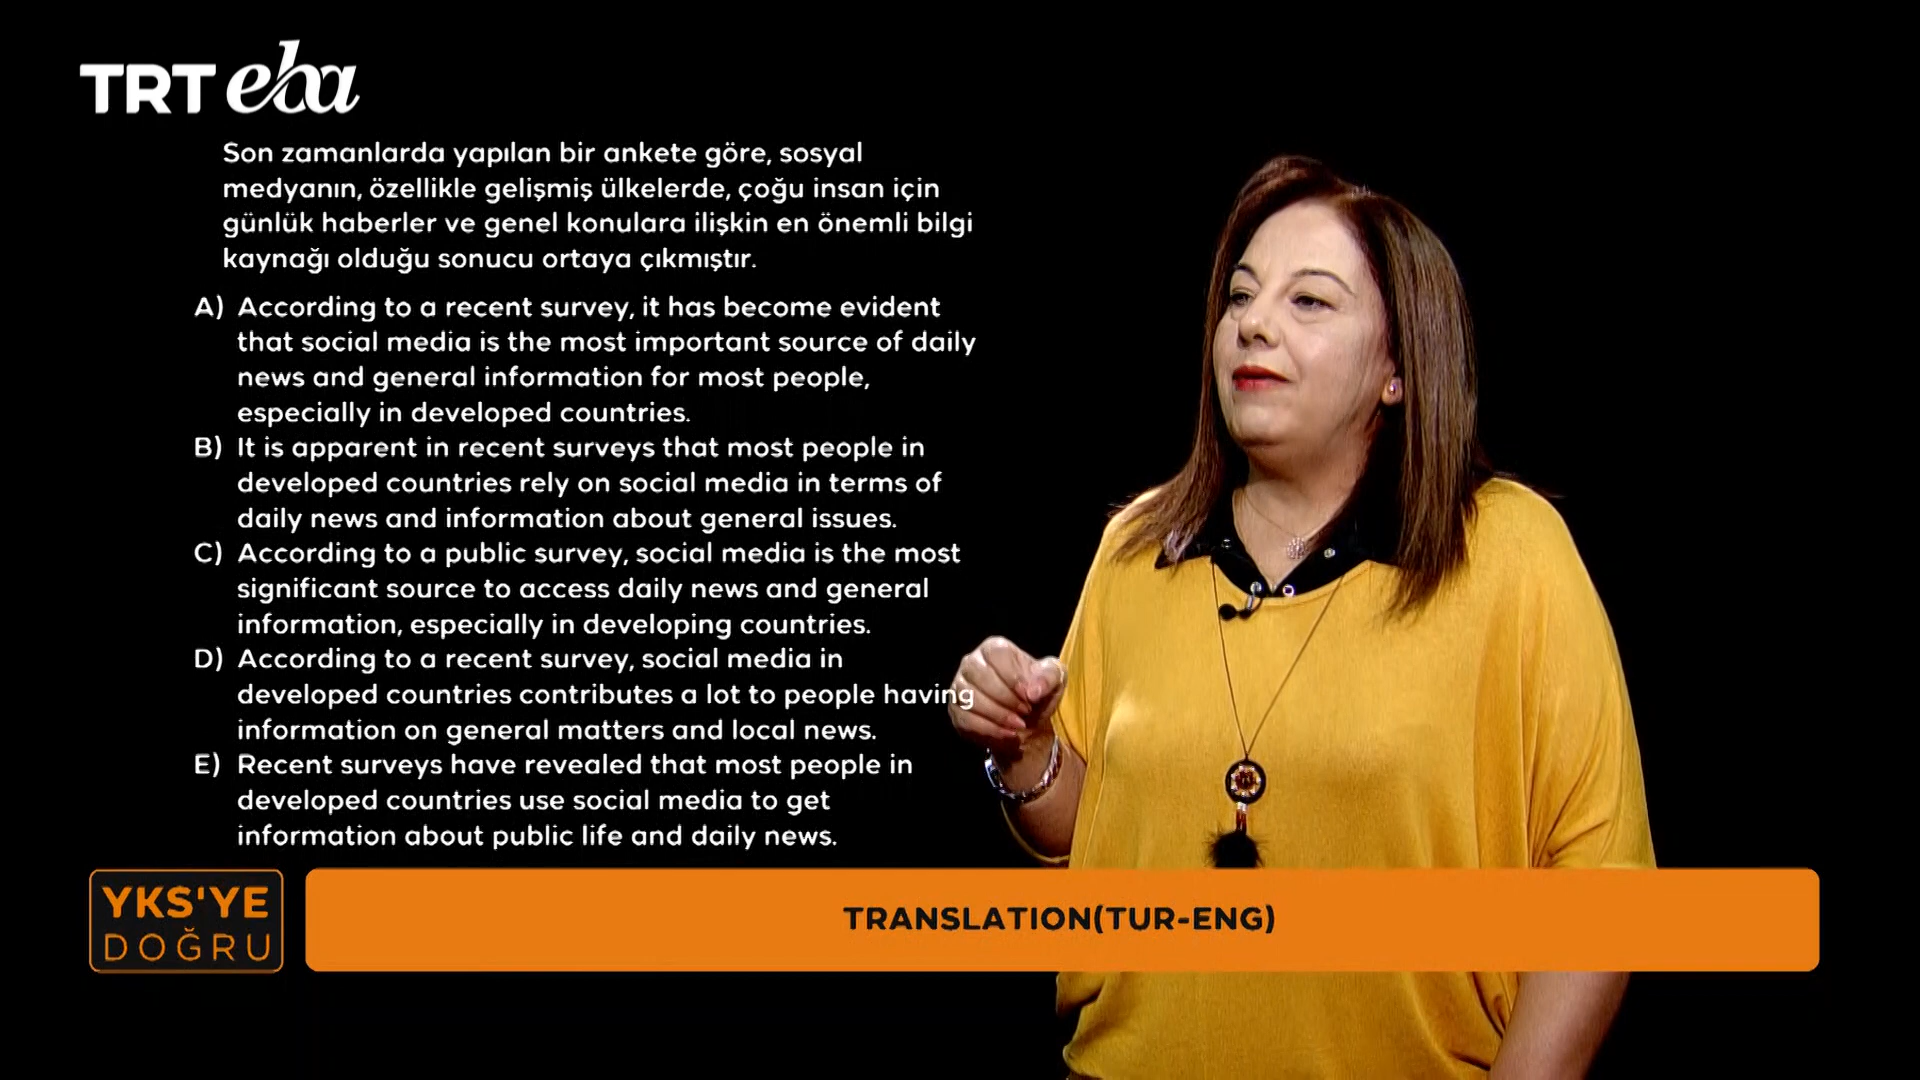 TRT eba
Son zamanlarda yapılan bir ankete göre, sosyal
medyanın, özellikle gelişmiş ülkelerde, çoğu insan için
günlük haberler ve genel konulara ilişkin en önemli bilgi
kaynağı olduğu sonucu ortaya çıkmıştır.
A) According to a recent survey, it has become evident
that social media is the most important source of daily
news and general information for most people,
especially in developed countries.
B) It is apparent in recent surveys that most people in
developed countries rely on social media in terms of
daily news and information about general issues.
C) According to a public survey, social media is the most
significant source to access daily news and general
information, especially in developing countries.
D) According to a recent survey, social media in
developed countries contributes a lot to people having
information on general matters and local news.
E) Recent surveys have revealed that most people in
developed countries use social media to get
information about public life and daily news.
YKS'YE
DOĞRU
TRANSLATION(TUR-ENG)